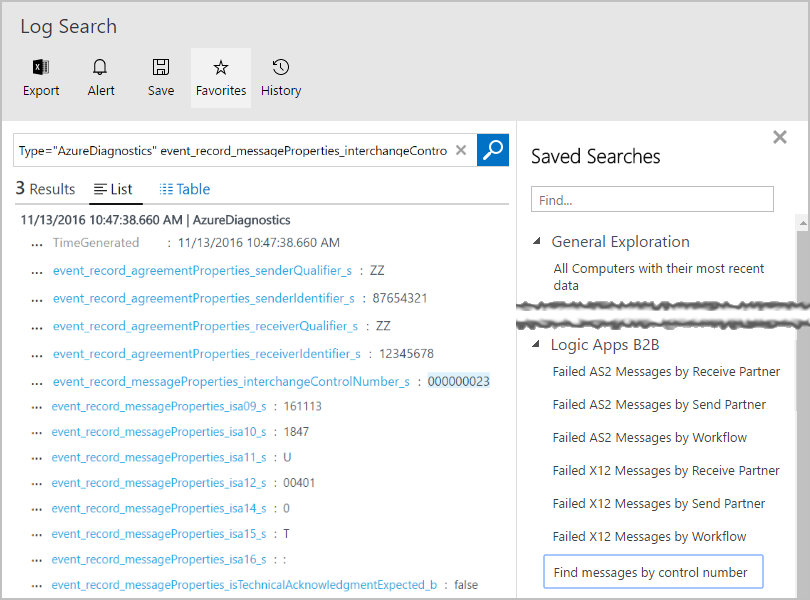 Log Search
Export Alert Save Favorites History
Type="AzureDiagnostics" event_record_messageProperties_interchangeContro
3 Results List Table
11/13/2016 10:47:38.660 AM | AzureDiagnostics
... TimeGenerated : 11/13/2016 10:47:38.660 AM
... event_record_agreementProperties_senderQualifier_s : ZZ
... event_record_agreementProperties_senderIdentifier_s : 87654321
... event_record_agreementProperties_receiverQualifier_s : ZZ
... event_record_agreementProperties_receiverIdentifier_s : 12345678
... event_record_messageProperties_interchangeControlNumber_s : 000000023
... event_record_messageProperties_isa09_s : 161113
... event_record_messageProperties_isa10_s : 1847
... event_record_messageProperties_isa11_s : U
... event_record_messageProperties_isa12_s : 00401
... event_record_messageProperties_isa14_s : 0
... event_record_messageProperties_isa15_s : T
... event_record_messageProperties_isa16_s : :
... event_record_messageProperties_isTechnicalAcknowledgmentExpected_b : false
Saved Searches
Find...
General Exploration
All Computers with their most recent
data
Logic Apps B2B
Failed AS2 Messages by Receive Partner
Failed AS2 Messages by Send Partner
Failed AS2 Messages by Workflow
Failed X12 Messages by Receive Partner
Failed X12 Messages by Send Partner
Failed X12 Messages by Workflow
Find messages by control number